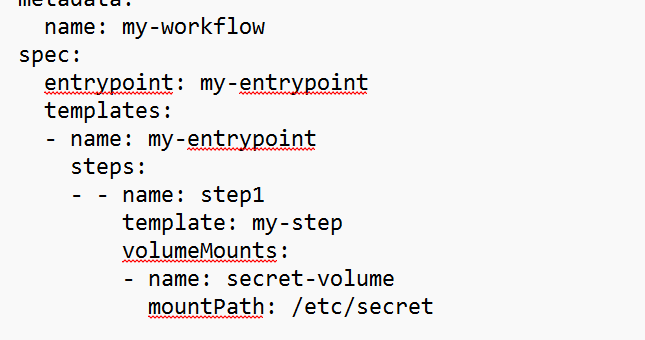 metadata:
  name: my-workflow
spec:
  entrypoint: my-entrypoint
  templates:
  - name: my-entrypoint
    steps:
    - - name: step1
        template: my-step
        volumeMounts:
        - name: secret-volume
          mountPath: /etc/secret